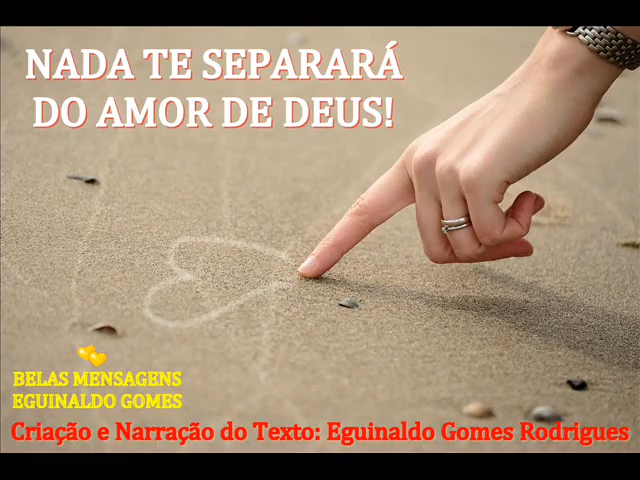 NADA TE SEPARARÁ
DO AMOR DE DEUS!
BELAS MENSAGENS
EGUINALDO GOMES
Criação e Narração do Texto: Eguinaldo Gomes Rodrigues